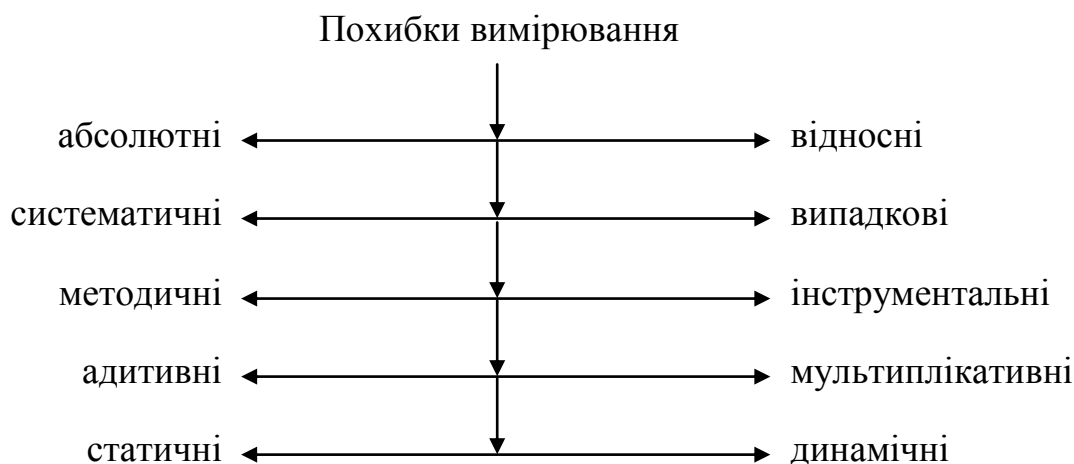 Похибки вимірювання
абсолютні відносні
систематичні випадкові
методичні інструментальні
адитивні мультиплікативні
статичні динамічні